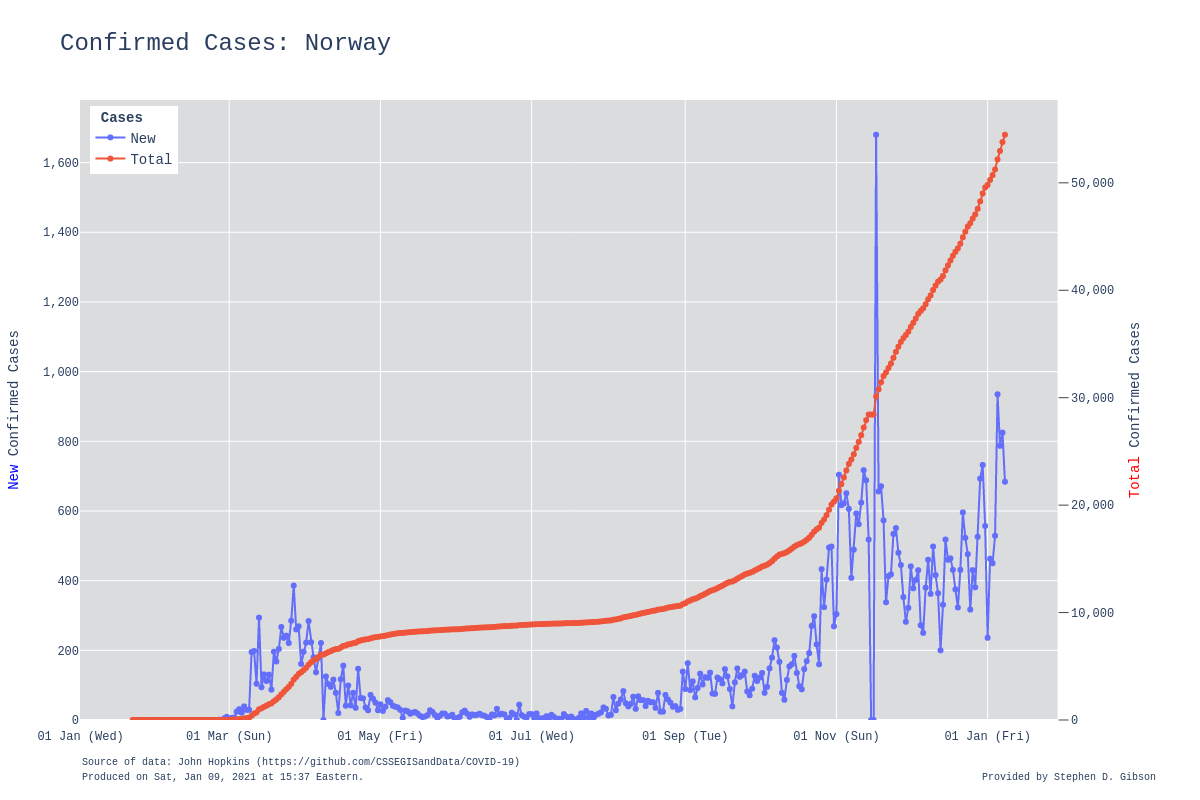 Confirmed Cases: Norway
Cases
New
Total
1,600
1,400
1,200
1,000
800
600
400
200
0
50,000
40,000
30,000
20,000
10,000
0
New Confirmed Cases
Total Confirmed Cases
01 Jan (Wed)
01 Mar (Sun)
01 May (Fri)
01 Jul (Wed)
01 Sep (Tue)
01 Nov (Sun)
01 Jan (Fri)
Source of data: John Hopkins (https://github.com/CSSEGISandData/COVID-19)
Produced on Sat, Jan 09, 2021 at 15:37 Eastern.
Provided by Stephen D. Gibson